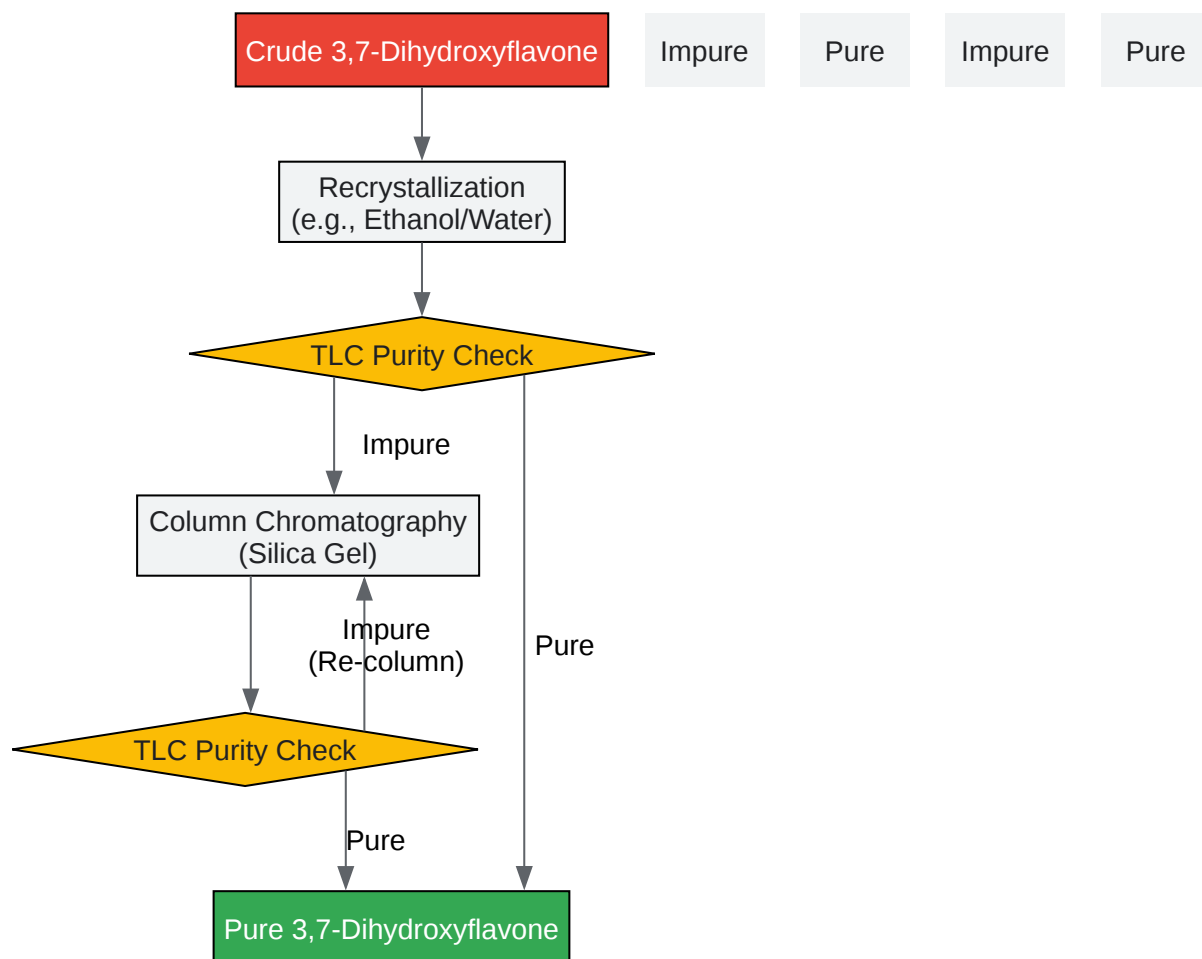 Crude 3,7-Dihydroxyflavone
Impure
Pure
Impure
Pure
Recrystallization
(e.g., Ethanol/Water)
TLC Purity Check
Impure
Column Chromatography
(Silica Gel)
Impure
(Re-column)
Pure
TLC Purity Check
Pure
Pure 3,7-Dihydroxyflavone